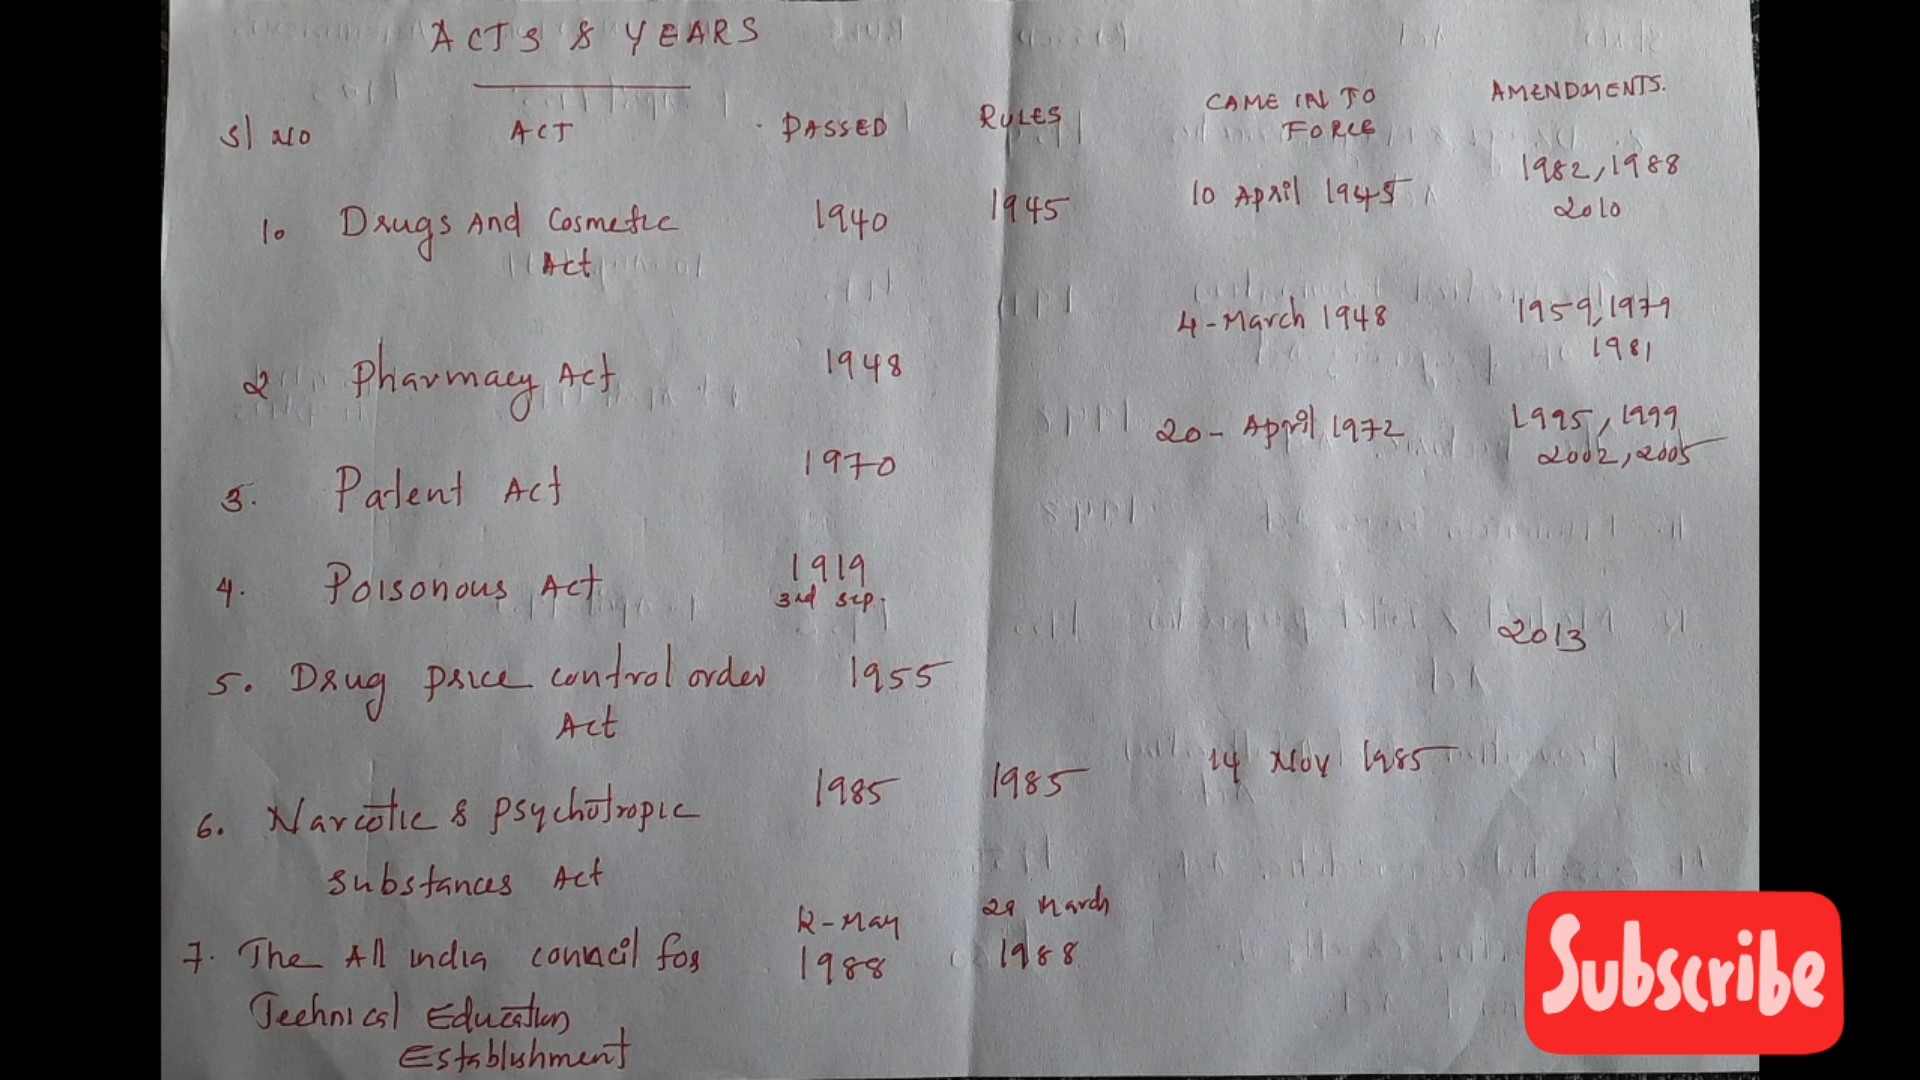 ACTS & YEARS
Sl No ACT PASSED RULES CAME IN TO FORCE AMENDMENTS.
1. Drugs And Cosmetic Act 1940 1945 10 April 1945 1982, 1988 2010
2 Pharmacy Act 1948 4-March 1948 1959, 1979 1981
3. Patent Act 1970 20-April 1972 1995, 1999 2002, 2005
4. Poisonous Act 1919 3rd Sep.
5. Drug price control order Act 1955 2013
6. Narcotic & psychotropic substances Act 1985 1985 14 Nov 1985
7. The All india council for Technical Education Establishment May 1988 March 1988
Subscribe